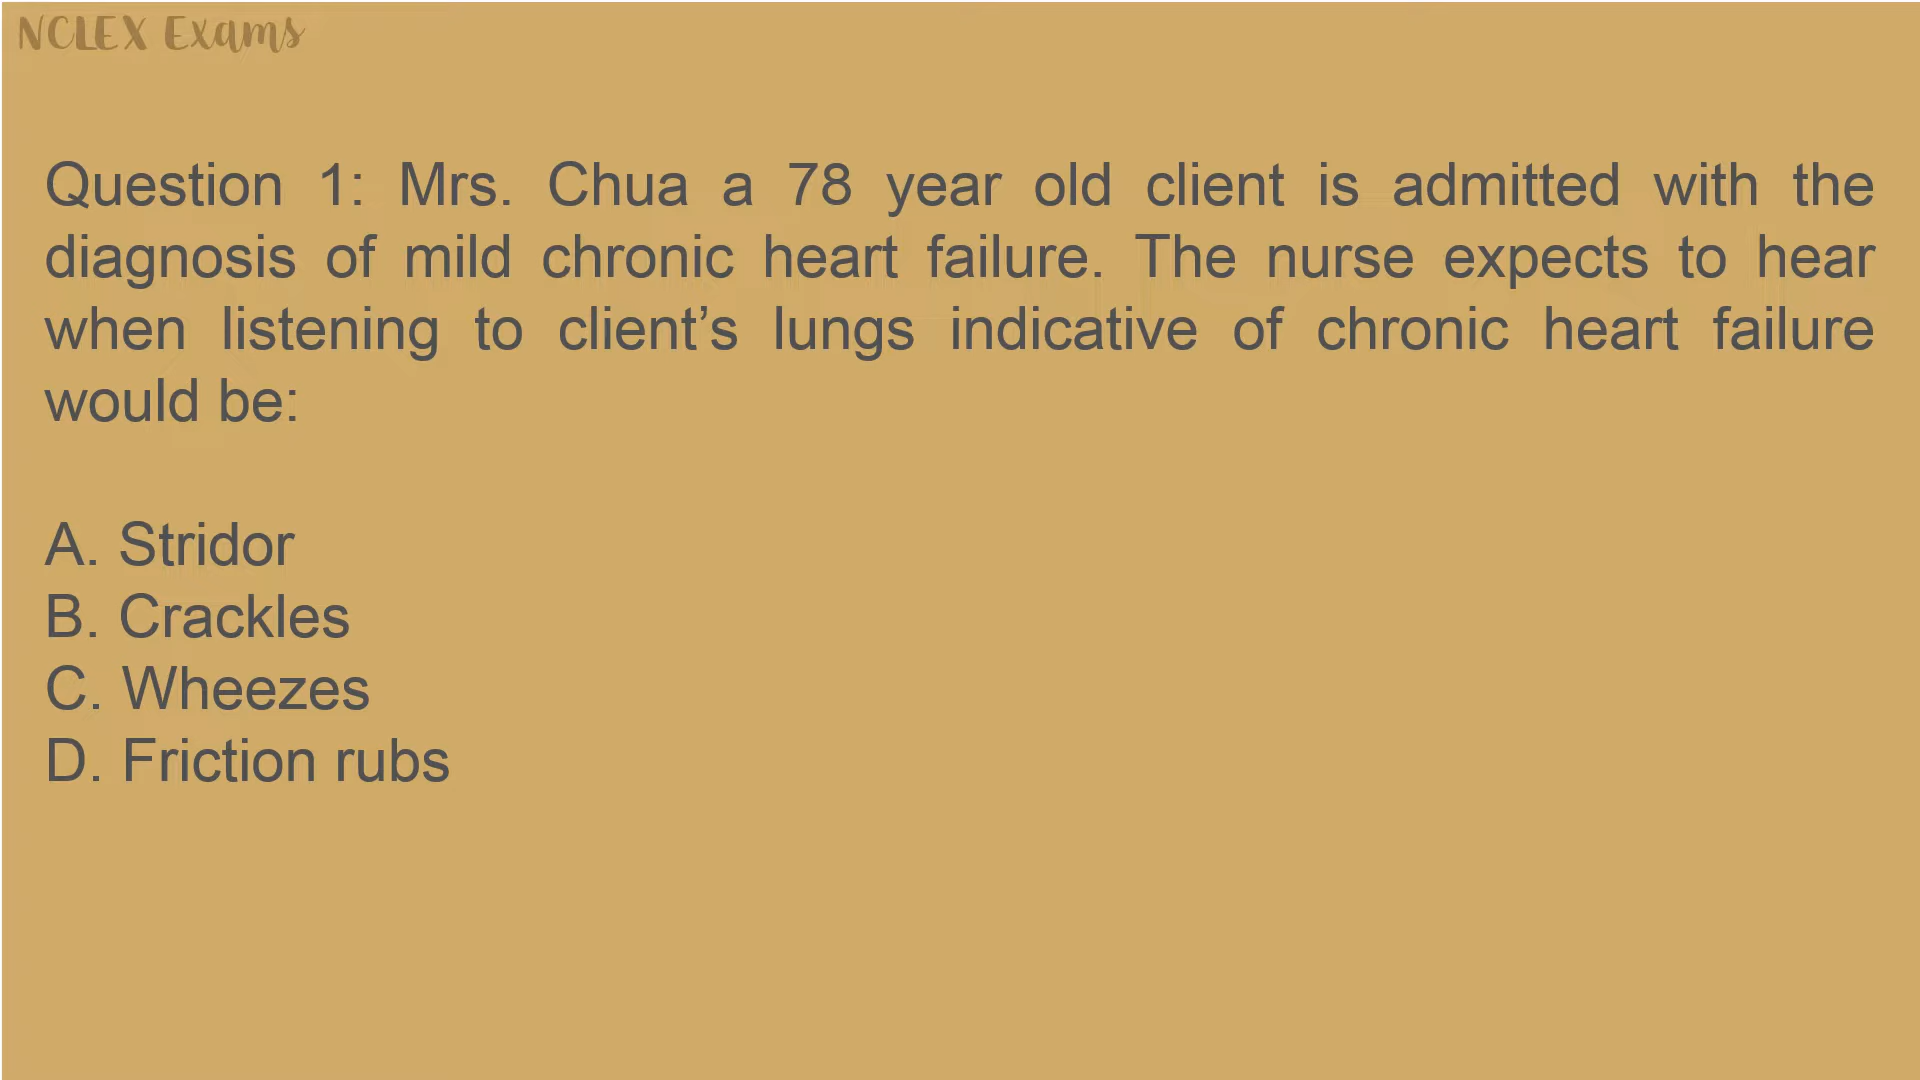 NCLEX Exams
Question 1: Mrs. Chua a 78 year old client is admitted with the
diagnosis of mild chronic heart failure. The nurse expects to hear
when listening to client’s lungs indicative of chronic heart failure
would be:
A. Stridor
B. Crackles
C. Wheezes
D. Friction rubs